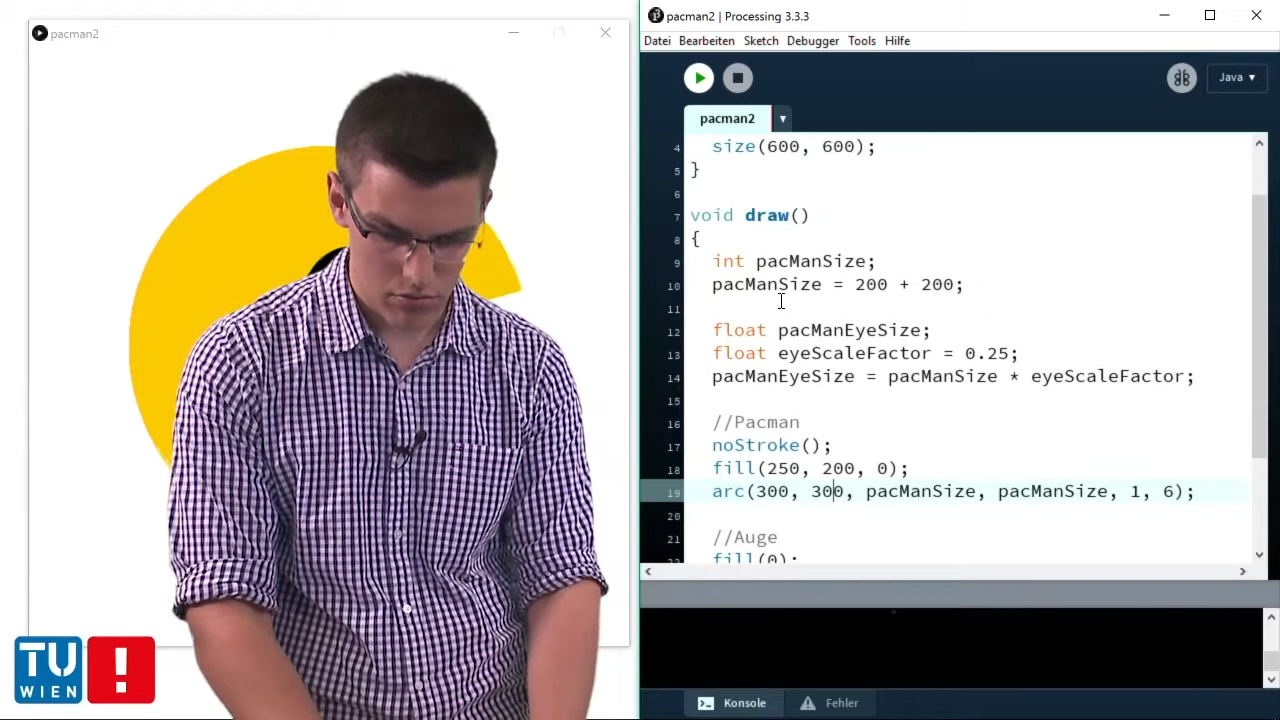 pacman2
pacman2 | Processing 3.3.3
Datei Bearbeiten Sketch Debugger Tools Hilfe
Java ▾
pacman2
4 size(600, 600);
5 }
6
7 void draw()
8 {
9 int pacManSize;
10 pacManSize = 200 + 200;
11
12 float pacManEyeSize;
13 float eyeScaleFactor = 0.25;
14 pacManEyeSize = pacManSize * eyeScaleFactor;
15
16 //Pacman
17 noStroke();
18 fill(250, 200, 0);
19 arc(300, 300, pacManSize, pacManSize, 1, 6);
20
21 //Auge
fill(0);
TU
WIEN
!
Konsole
Fehler